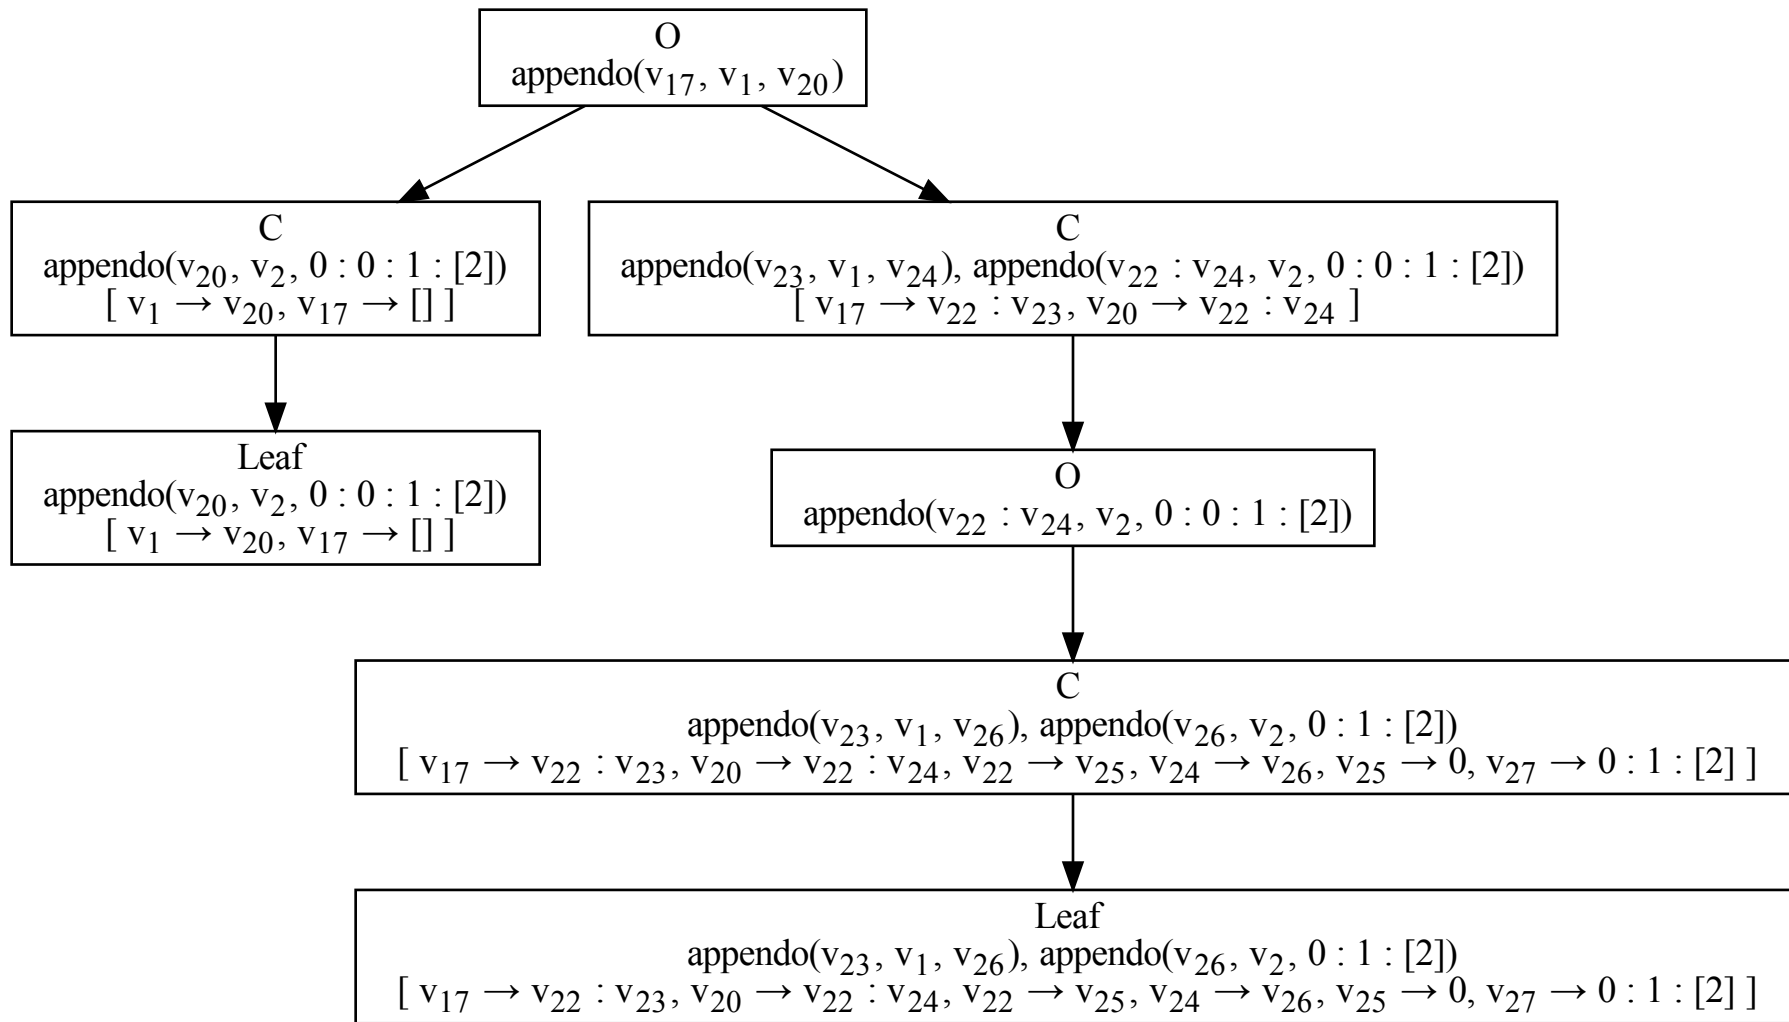 O
appendo(v₁₇, v₁, v₂₀)
C
appendo(v₂₀, v₂, 0 : 0 : 1 : [2])
[ v₁ → v₂₀, v₁₇ → [] ]
C
appendo(v₂₃, v₁, v₂₄), appendo(v₂₂ : v₂₄, v₂, 0 : 0 : 1 : [2])
[ v₁₇ → v₂₂ : v₂₃, v₂₀ → v₂₂ : v₂₄ ]
Leaf
appendo(v₂₀, v₂, 0 : 0 : 1 : [2])
[ v₁ → v₂₀, v₁₇ → [] ]
O
appendo(v₂₂ : v₂₄, v₂, 0 : 0 : 1 : [2])
C
appendo(v₂₃, v₁, v₂₆), appendo(v₂₆, v₂, 0 : 1 : [2])
[ v₁₇ → v₂₂ : v₂₃, v₂₀ → v₂₂ : v₂₄, v₂₂ → v₂₅, v₂₄ → v₂₆, v₂₅ → 0, v₂₇ → 0 : 1 : [2] ]
Leaf
appendo(v₂₃, v₁, v₂₆), appendo(v₂₆, v₂, 0 : 1 : [2])
[ v₁₇ → v₂₂ : v₂₃, v₂₀ → v₂₂ : v₂₄, v₂₂ → v₂₅, v₂₄ → v₂₆, v₂₅ → 0, v₂₇ → 0 : 1 : [2] ]